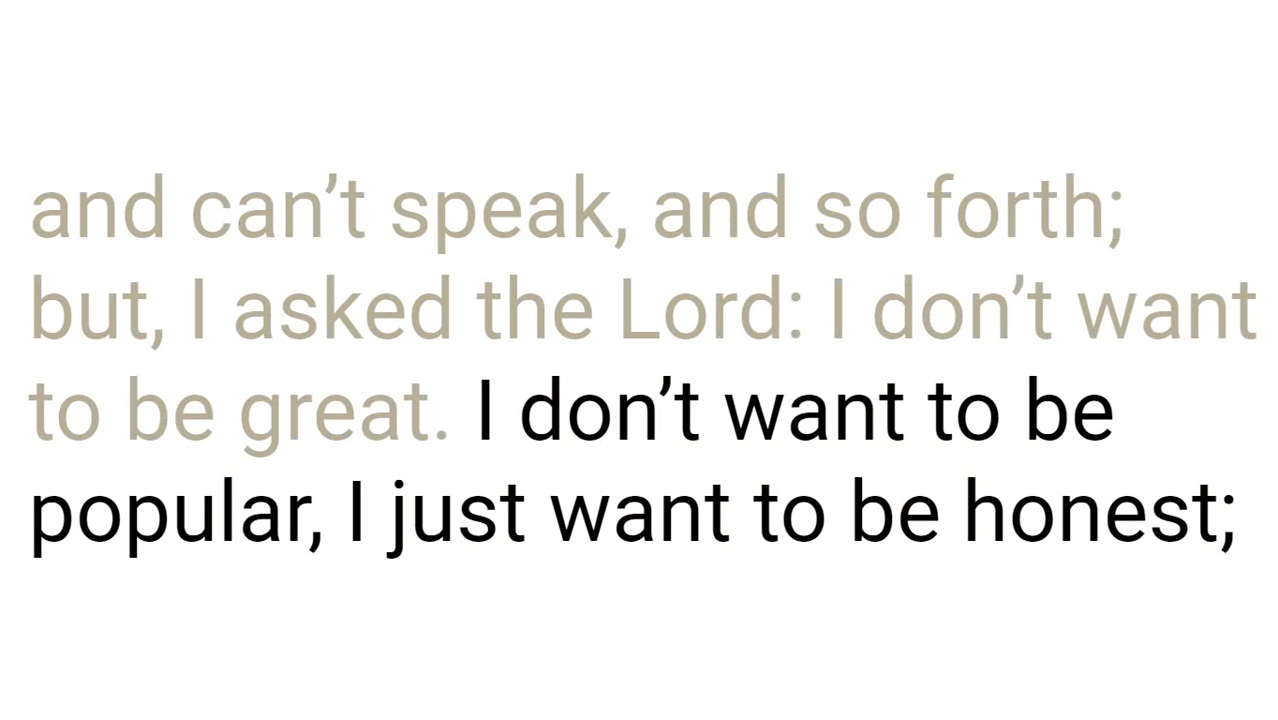 and can’t speak, and so forth;
but, I asked the Lord: I don’t want
to be great. I don’t want to be
popular, I just want to be honest;